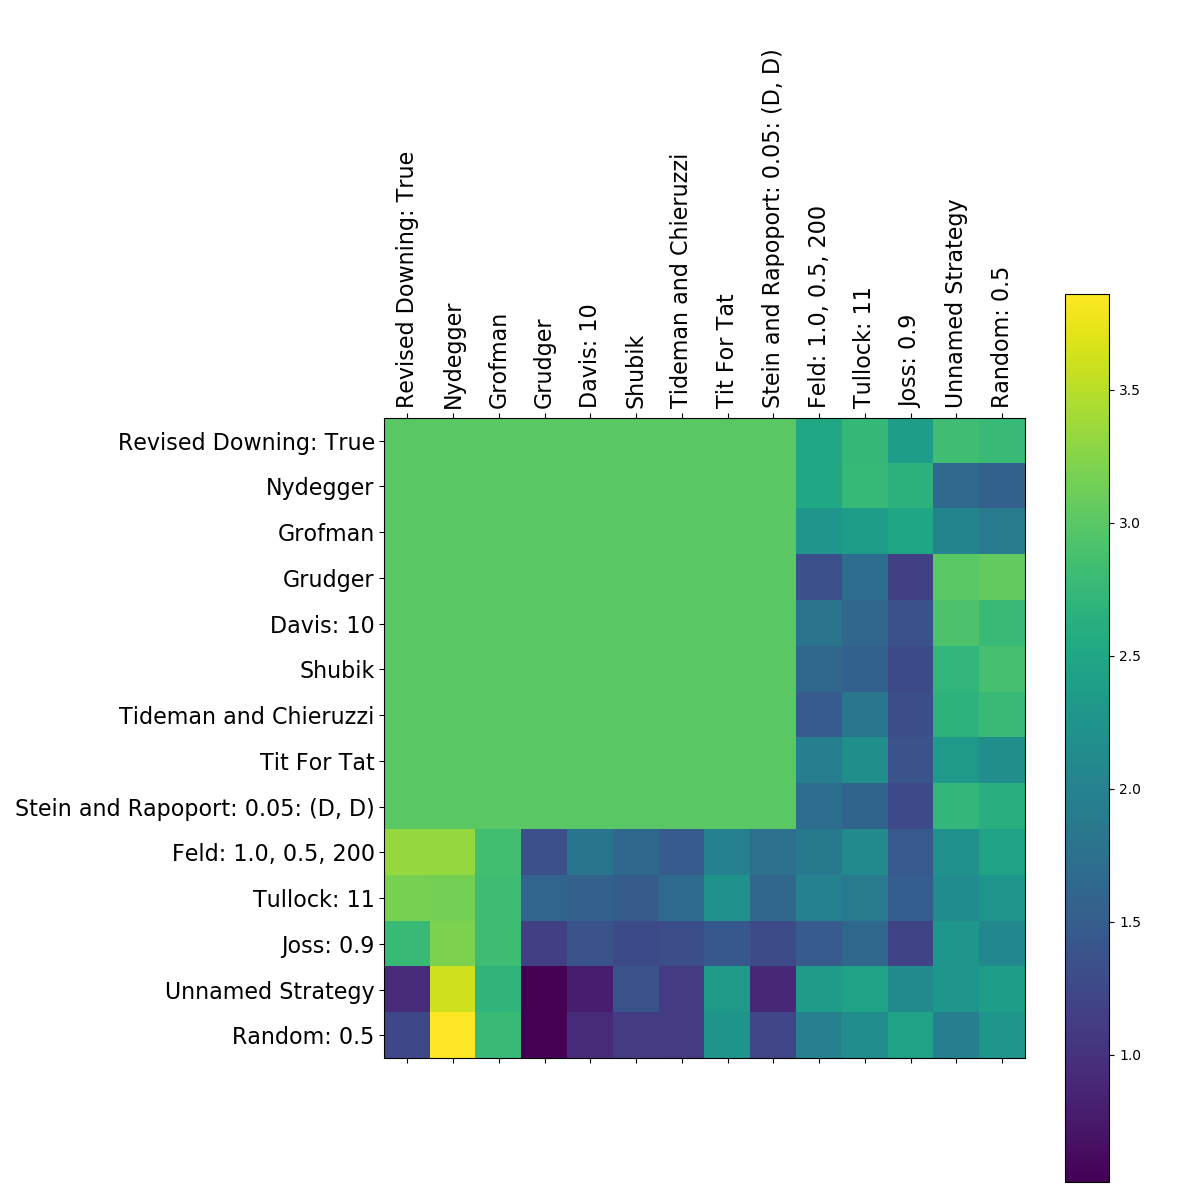 Revised Downing: True
Nydegger
Grofman
Grudger
Davis: 10
Shubik
Tideman and Chieruzzi
Tit For Tat
Stein and Rapoport: 0.05: (D, D)
Feld: 1.0, 0.5, 200
Tullock: 11
Joss: 0.9
Unnamed Strategy
Random: 0.5
Revised Downing: True
Nydegger
Grofman
Grudger
Davis: 10
Shubik
Tideman and Chieruzzi
Tit For Tat
Stein and Rapoport: 0.05: (D, D)
Feld: 1.0, 0.5, 200
Tullock: 11
Joss: 0.9
Unnamed Strategy
Random: 0.5
3.5
3.0
2.5
2.0
1.5
1.0